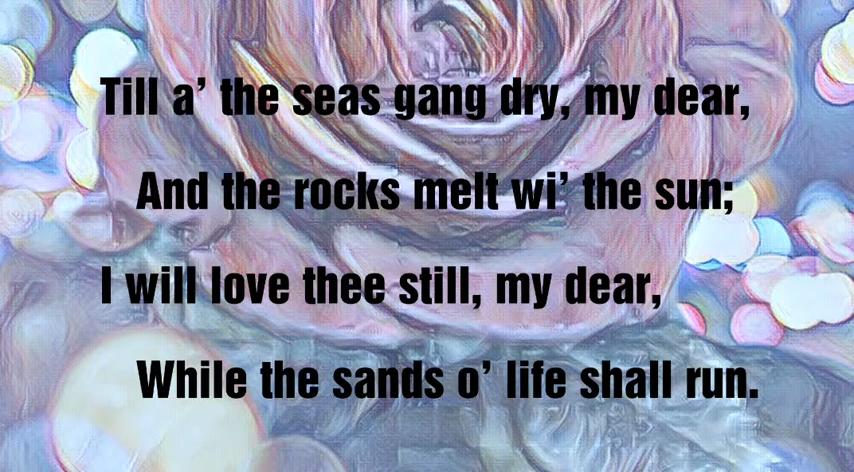 Till a’ the seas gang dry, my dear,
And the rocks melt wi’ the sun;
I will love thee still, my dear,
While the sands o’ life shall run.